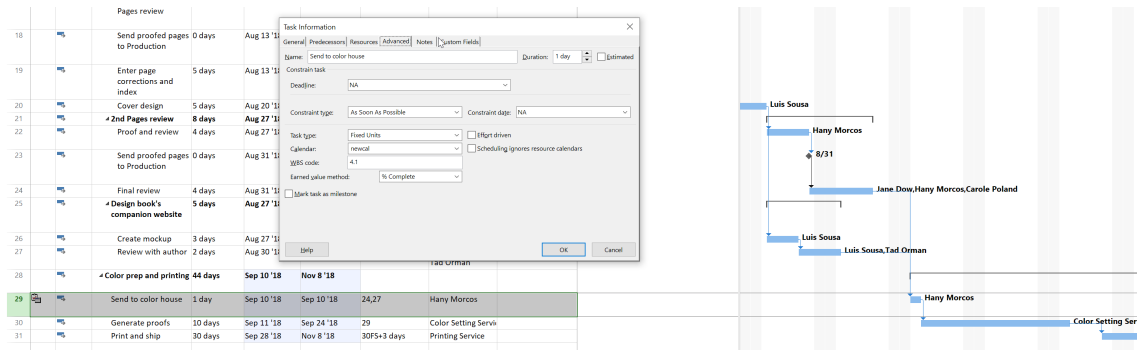 Pages review
18 Send proofed pages 0 days Aug 13 '18
to Production
19 Enter page 5 days Aug 13 '18
corrections and
index
20 Cover design 5 days Aug 20 '18
21 2nd Pages review 8 days Aug 27 '18
22 Proof and review 4 days Aug 27 '18
23 Send proofed pages 0 days Aug 31 '18
to Production
24 Final review 4 days Aug 31 '18
25 Design book's 5 days Aug 27 '18
companion website
26 Create mockup 3 days Aug 27 '18
27 Review with author 2 days Aug 30 '18
Tad Orman
28 Color prep and printing 44 days Sep 10 '18 Nov 8 '18
29 Send to color house 1 day Sep 10 '18 Sep 10 '18 24,27 Hany Morcos
30 Generate proofs 10 days Sep 11 '18 Sep 24 '18 29 Color Setting Servic
31 Print and ship 30 days Sep 28 '18 Nov 8 '18 30FS+3 days Printing Service
Task Information
General Predecessors Resources Advanced Notes Custom Fields
Name: Send to color house Duration: 1 day Estimated
Constrain task
Deadline: NA
Constraint type: As Soon As Possible Constraint date: NA
Task type: Fixed Units Effort driven
Calendar: newcal Scheduling ignores resource calendars
WBS code: 4.1
Earned value method: % Complete
Mark task as milestone
Help OK Cancel
Luis Sousa
Hany Morcos
8/31
Jane Dow,Hany Morcos,Carole Poland
Luis Sousa
Luis Sousa,Tad Orman
Hany Morcos
Color Setting Ser